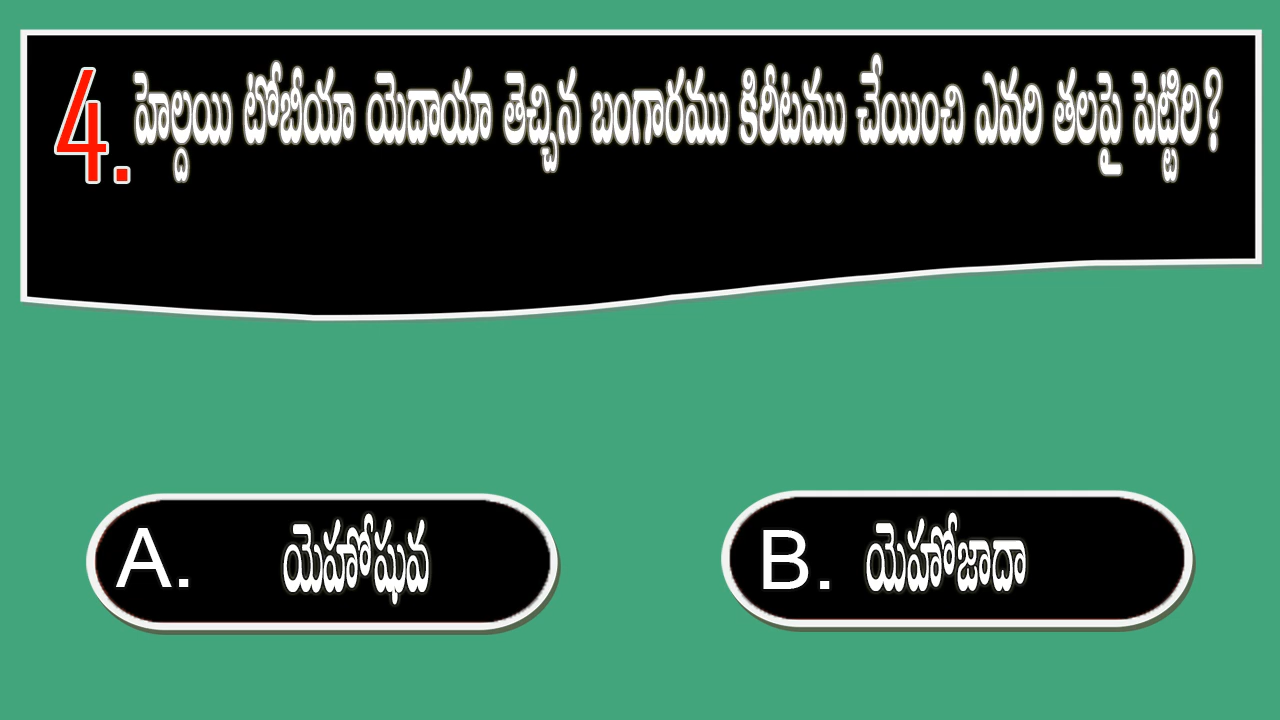 4. హెల్దయి టోబీయా యెదాయా తెచ్చిన బంగారము కిరీటము చేయించి ఎవరి తలపై పెట్టిరి?
A. యెహోషువ
B. యెహోజాదా